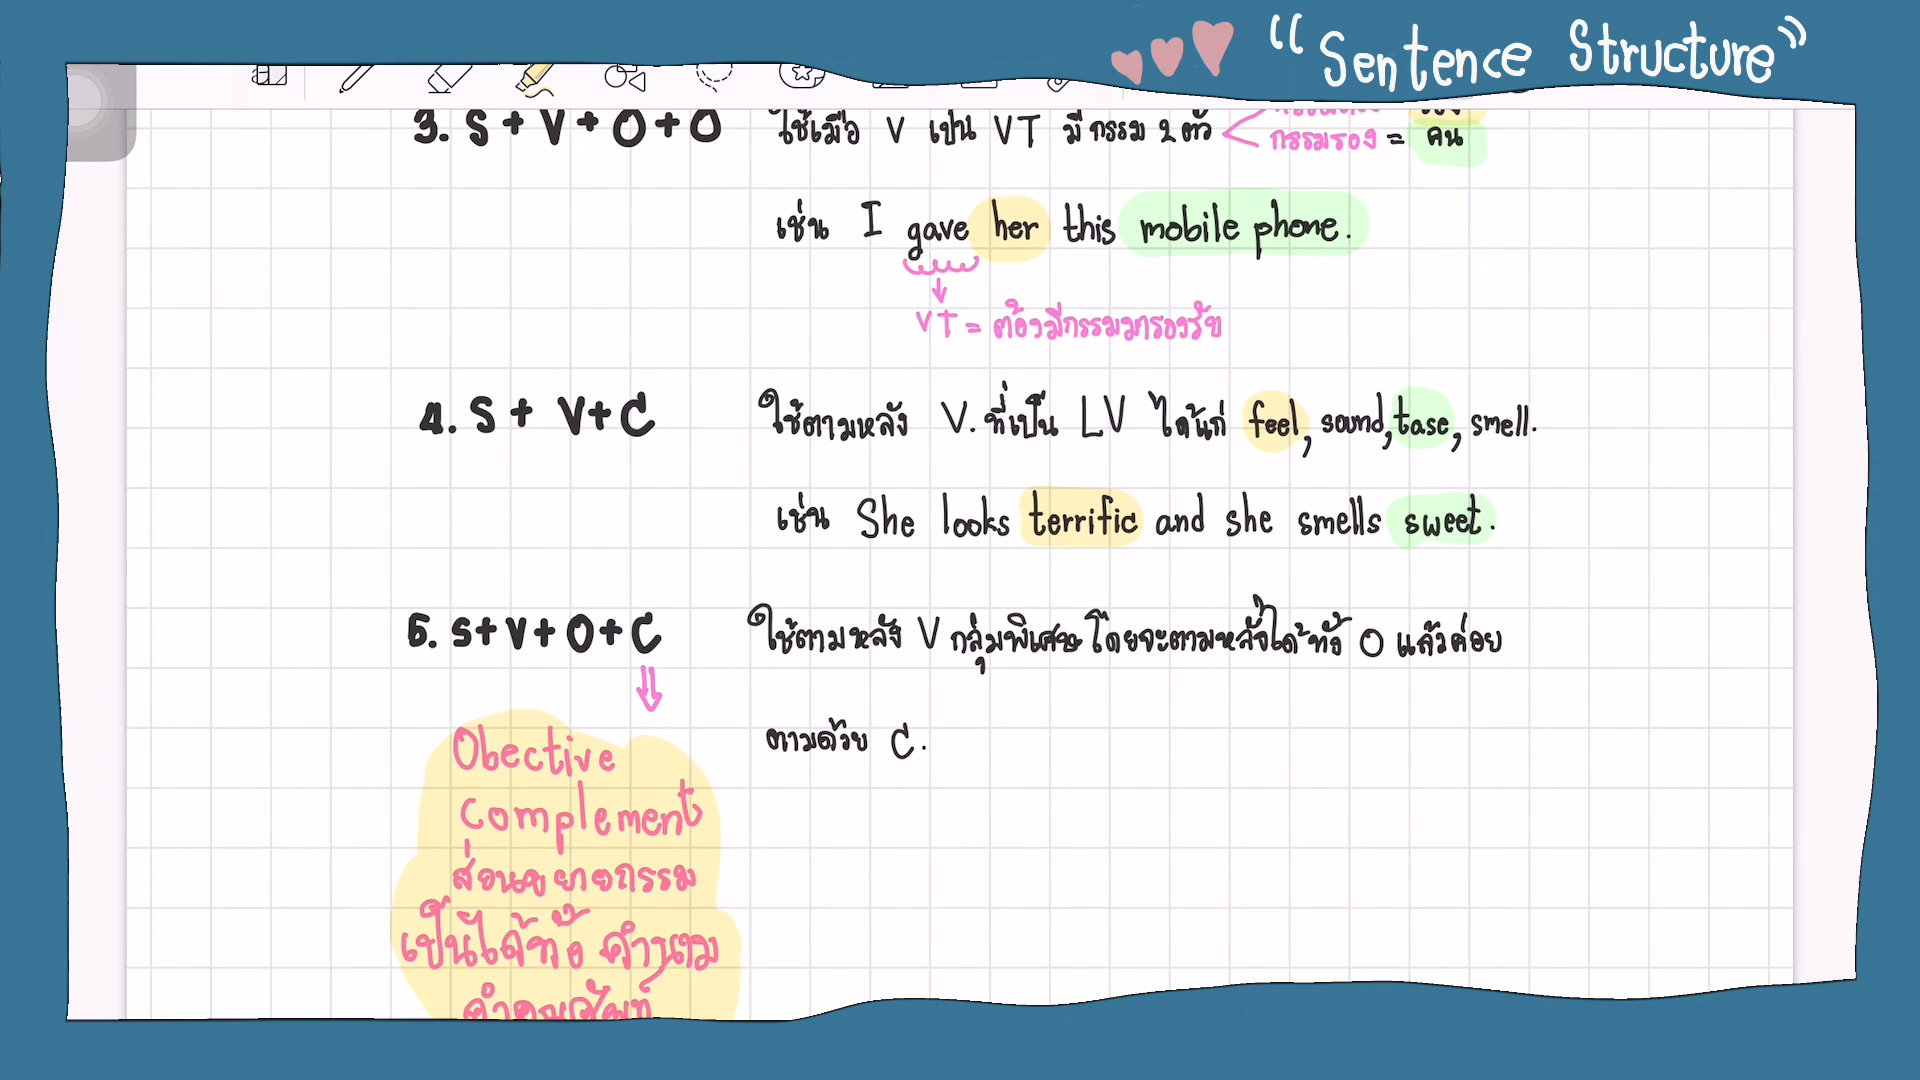 “Sentence Structure”
3. S + V + O + O ใช้เมื่อ V เป็น VT มีกรรม 2 ตัว
กรรมรอง = คน
เช่น I gave her this mobile phone.
VT = ต้องมีกรรมมารองรับ
4. S + V + C ใช้ตามหลัง V. ที่เป็น LV ได้แก่ feel, sound, tase, smell.
เช่น She looks terrific and she smells sweet.
5. S + V + O + C ใช้ตามหลัง V กลุ่มพิเศษ โดยจะตามหลังได้ทั้ง O แล้วค่อย
ตามด้วย C.
Obective
complement
ส่วนขยายกรรม
เป็นได้ทั้ง คำนาม
คำคุณศัพท์